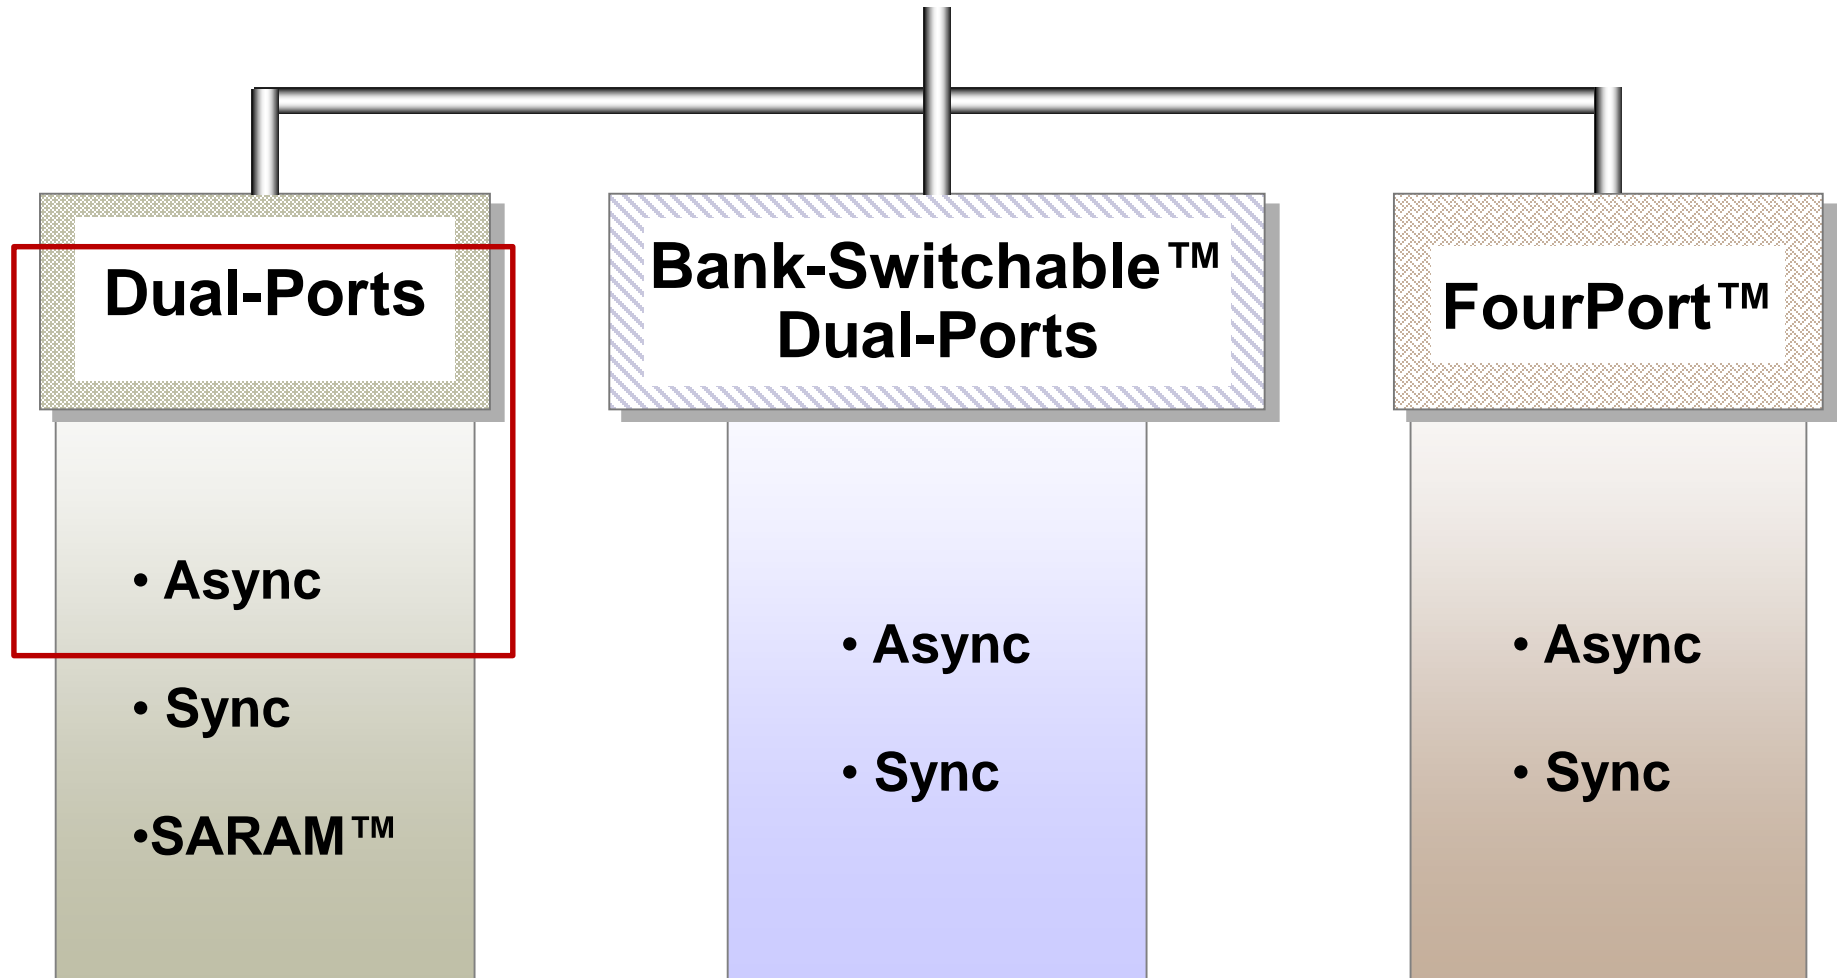 Dual-Ports
• Async
• Sync
•SARAM™
Bank-Switchable™
Dual-Ports
• Async
• Sync
FourPort™
• Async
• Sync